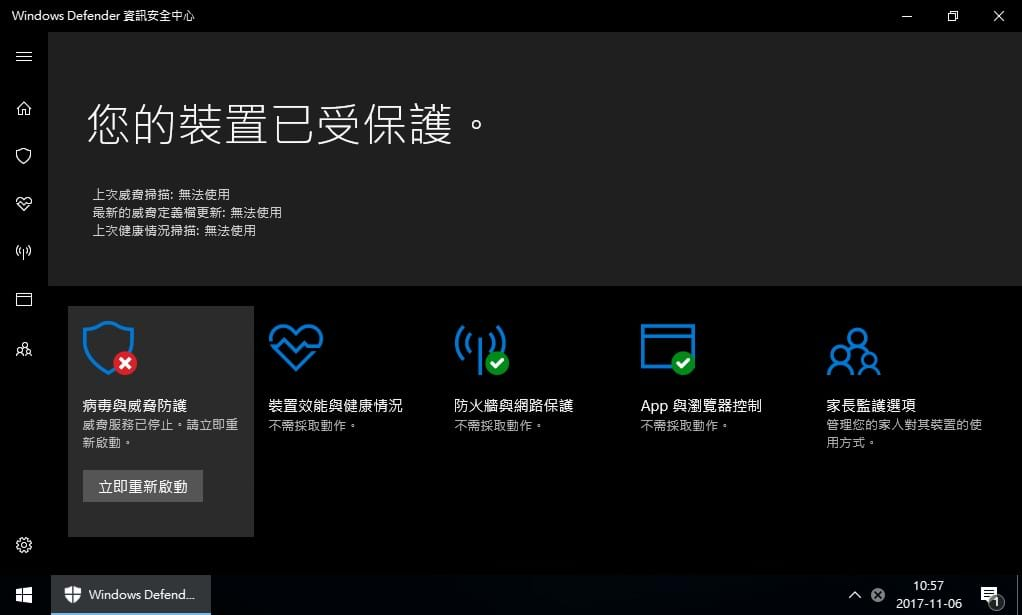 Windows Defender 資訊安全中心
您的裝置已受保護。
上次威脅掃描: 無法使用
最新的威脅定義檔更新: 無法使用
上次健康情況掃描: 無法使用
病毒與威脅防護
威脅服務已停止。請立即重
新啟動。
立即重新啟動
裝置效能與健康情況
不需採取動作。
防火牆與網路保護
不需採取動作。
App 與瀏覽器控制
不需採取動作。
家長監護選項
管理您的家人對其裝置的使
用方式。
Windows Defend...
10:57
2017-11-06
1